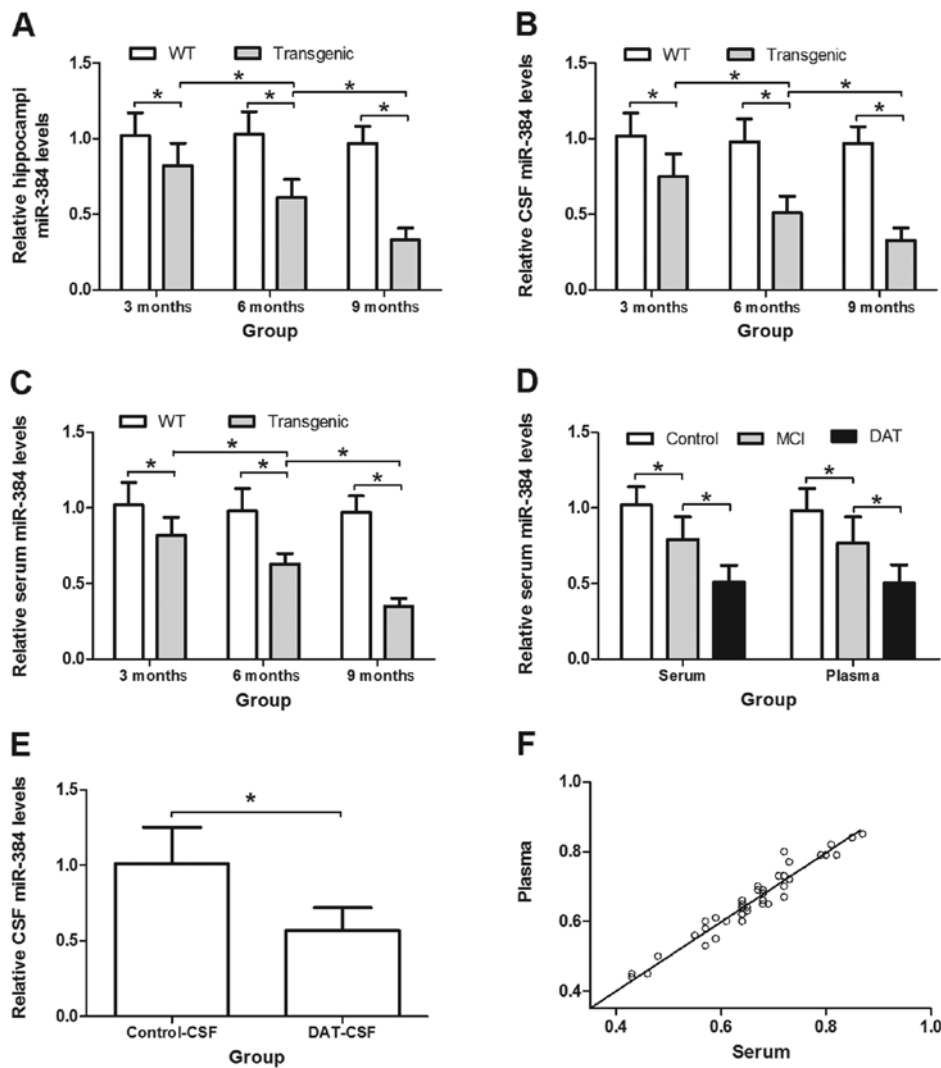 A
WT Transgenic
Relative hippocampi
miR-384 levels
1.5
1.0
0.5
0.0
* * * * *
3 months 6 months 9 months
Group
B
WT Transgenic
Relative CSF miR-384 levels
1.5
1.0
0.5
0.0
* * * * *
3 months 6 months 9 months
Group
C
WT Transgenic
Relative serum miR-384 levels
1.5
1.0
0.5
0.0
* * * * *
3 months 6 months 9 months
Group
D
Control MCI DAT
Relative serum miR-384 levels
1.5
1.0
0.5
0.0
* * * *
Serum Plasma
Group
E
Relative CSF miR-384 levels
1.5
1.0
0.5
0.0
*
Control-CSF DAT-CSF
Group
F
Plasma
1.0
0.8
0.6
0.4
0.4 0.6 0.8 1.0
Serum